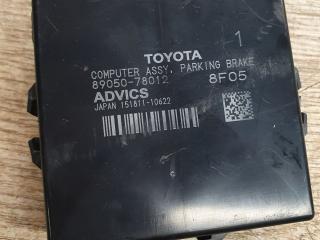 TOYOTA 1
COMPUTER ASSY, PARKING BRAKE
89050-78012 8F05
ADVICS
JAPAN 151811-10622